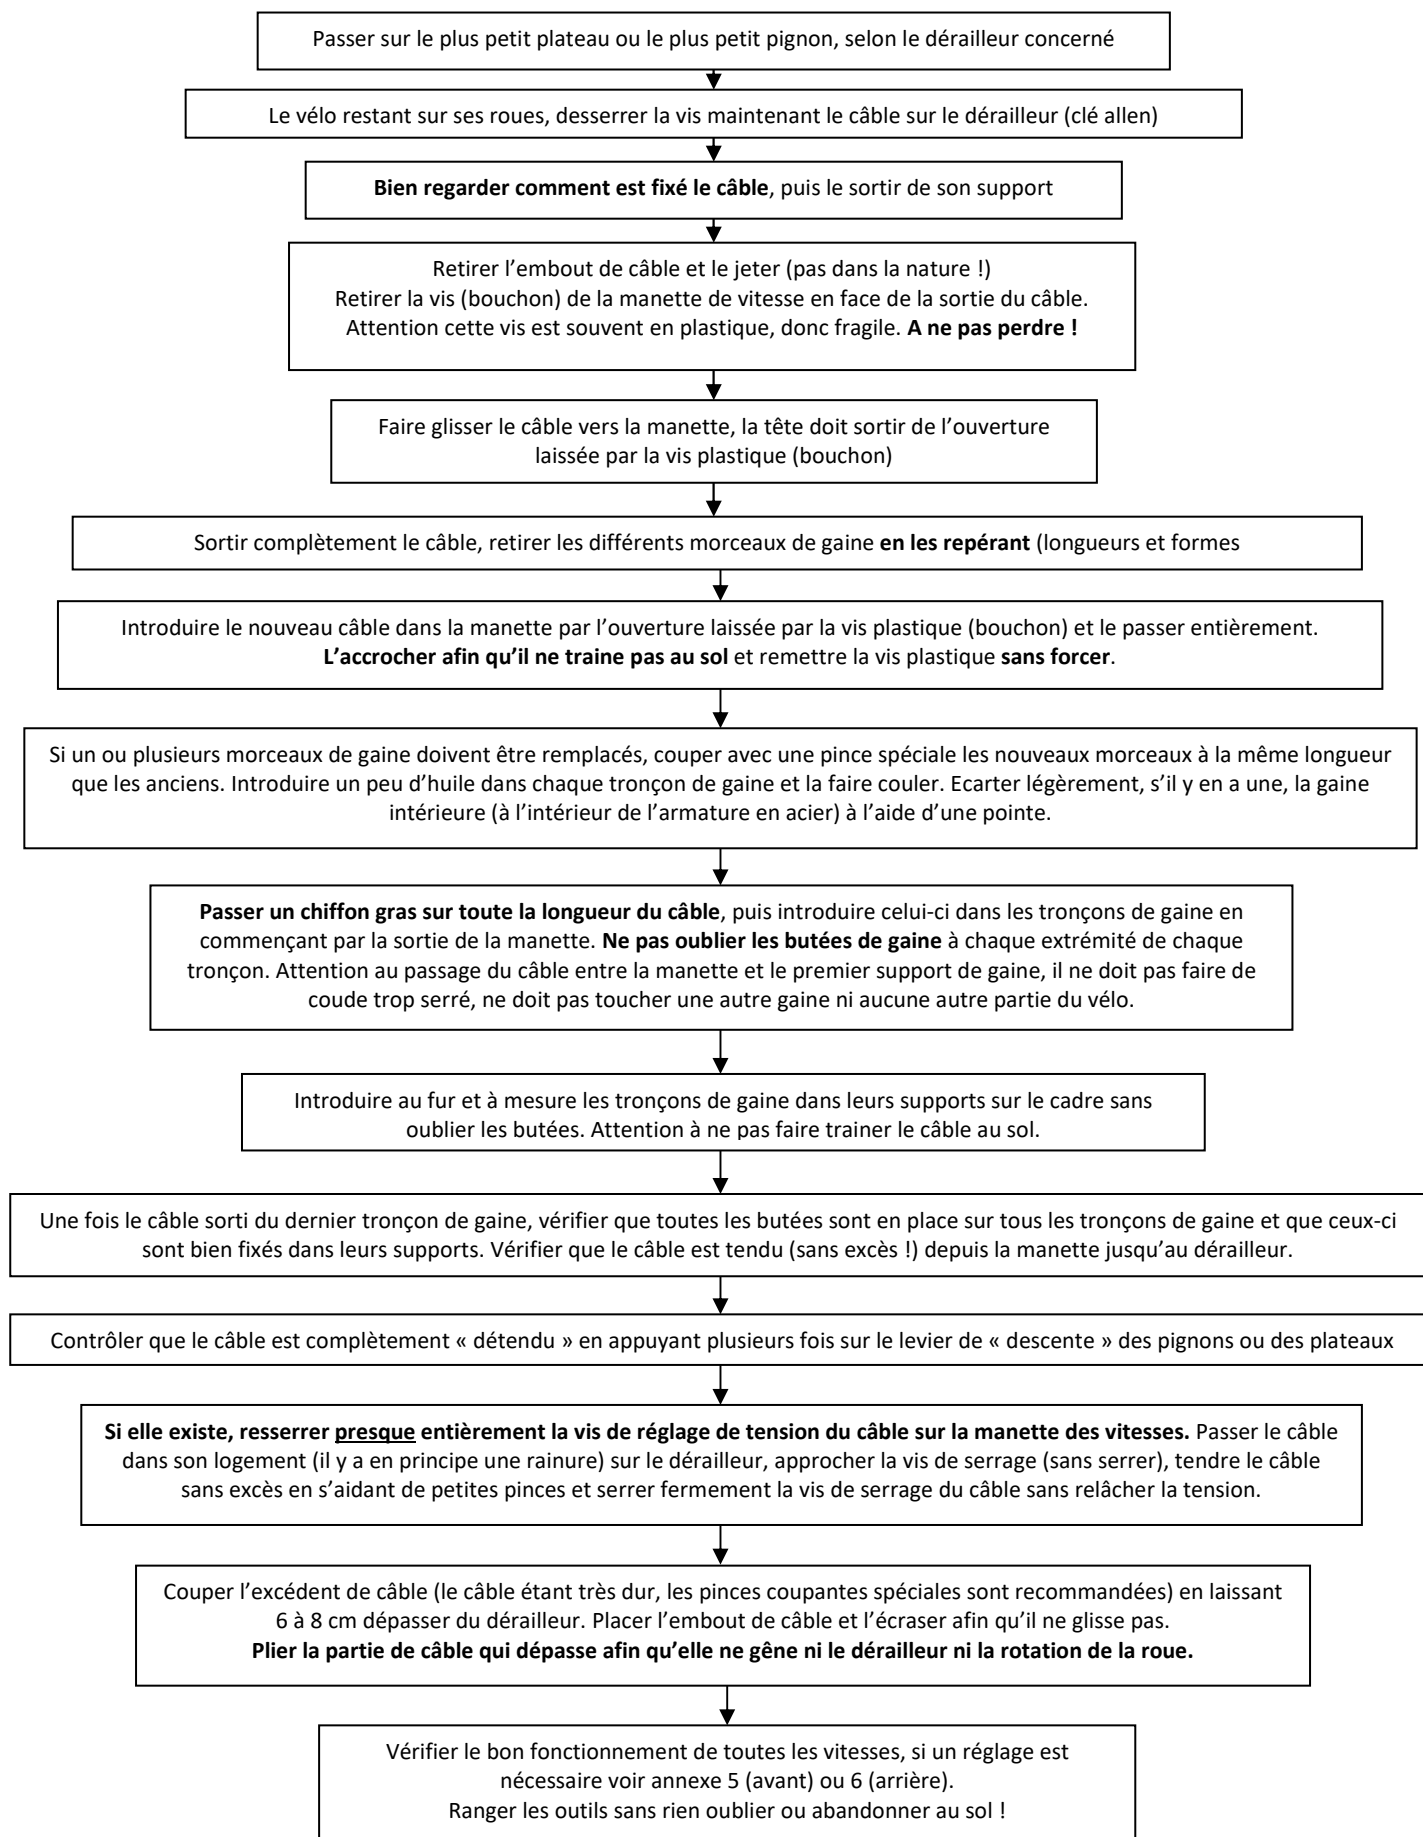 Passer sur le plus petit plateau ou le plus petit pignon, selon le dérailleur concerné
Le vélo restant sur ses roues, desserrer la vis maintenant le câble sur le dérailleur (clé allen)
Bien regarder comment est fixé le câble, puis le sortir de son support
Retirer l’embout de câble et le jeter (pas dans la nature !)
Retirer la vis (bouchon) de la manette de vitesse en face de la sortie du câble.
Attention cette vis est souvent en plastique, donc fragile. A ne pas perdre !
Faire glisser le câble vers la manette, la tête doit sortir de l’ouverture
laissée par la vis plastique (bouchon)
Sortir complètement le câble, retirer les différents morceaux de gaine en les repérant (longueurs et formes
Introduire le nouveau câble dans la manette par l’ouverture laissée par la vis plastique (bouchon) et le passer entièrement.
L’accrocher afin qu’il ne traine pas au sol et remettre la vis plastique sans forcer.
Si un ou plusieurs morceaux de gaine doivent être remplacés, couper avec une pince spéciale les nouveaux morceaux à la même longueur
que les anciens. Introduire un peu d’huile dans chaque tronçon de gaine et la faire couler. Ecarter légèrement, s’il y en a une, la gaine
intérieure (à l’intérieur de l’armature en acier) à l’aide d’une pointe.
Passer un chiffon gras sur toute la longueur du câble, puis introduire celui-ci dans les tronçons de gaine en
commençant par la sortie de la manette. Ne pas oublier les butées de gaine à chaque extrémité de chaque
tronçon. Attention au passage du câble entre la manette et le premier support de gaine, il ne doit pas faire de
coude trop serré, ne doit pas toucher une autre gaine ni aucune autre partie du vélo.
Introduire au fur et à mesure les tronçons de gaine dans leurs supports sur le cadre sans
oublier les butées. Attention à ne pas faire trainer le câble au sol.
Une fois le câble sorti du dernier tronçon de gaine, vérifier que toutes les butées sont en place sur tous les tronçons de gaine et que ceux-ci
sont bien fixés dans leurs supports. Vérifier que le câble est tendu (sans excès !) depuis la manette jusqu’au dérailleur.
Contrôler que le câble est complètement « détendu » en appuyant plusieurs fois sur le levier de « descente » des pignons ou des plateaux
Si elle existe, resserrer presque entièrement la vis de réglage de tension du câble sur la manette des vitesses. Passer le câble
dans son logement (il y a en principe une rainure) sur le dérailleur, approcher la vis de serrage (sans serrer), tendre le câble
sans excès en s’aidant de petites pinces et serrer fermement la vis de serrage du câble sans relâcher la tension.
Couper l’excédent de câble (le câble étant très dur, les pinces coupantes spéciales sont recommandées) en laissant
6 à 8 cm dépasser du dérailleur. Placer l’embout de câble et l’écraser afin qu’il ne glisse pas.
Plier la partie de câble qui dépasse afin qu’elle ne gêne ni le dérailleur ni la rotation de la roue.
Vérifier le bon fonctionnement de toutes les vitesses, si un réglage est
nécessaire voir annexe 5 (avant) ou 6 (arrière).
Ranger les outils sans rien oublier ou abandonner au sol !